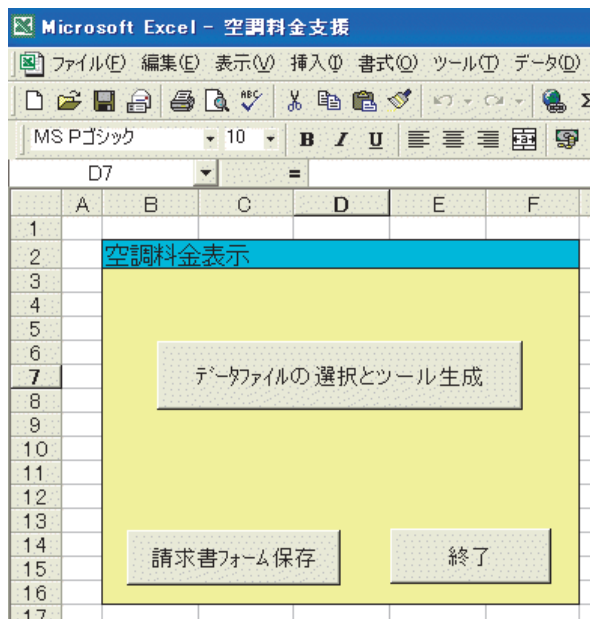 Microsoft Excel - 空調料金支援
ファイル(F) 編集(E) 表示(V) 挿入(I) 書式(O) ツール(T) データ(D)
ABC Σ
MS Pゴシック 10 B I U a
D7 =
A B C D E F
1
2 空調料金表示
3
4
5
6
7 データファイルの選択とツール生成
8
9
10
11
12
13
14 請求書フォーム保存 終了
15
16
17